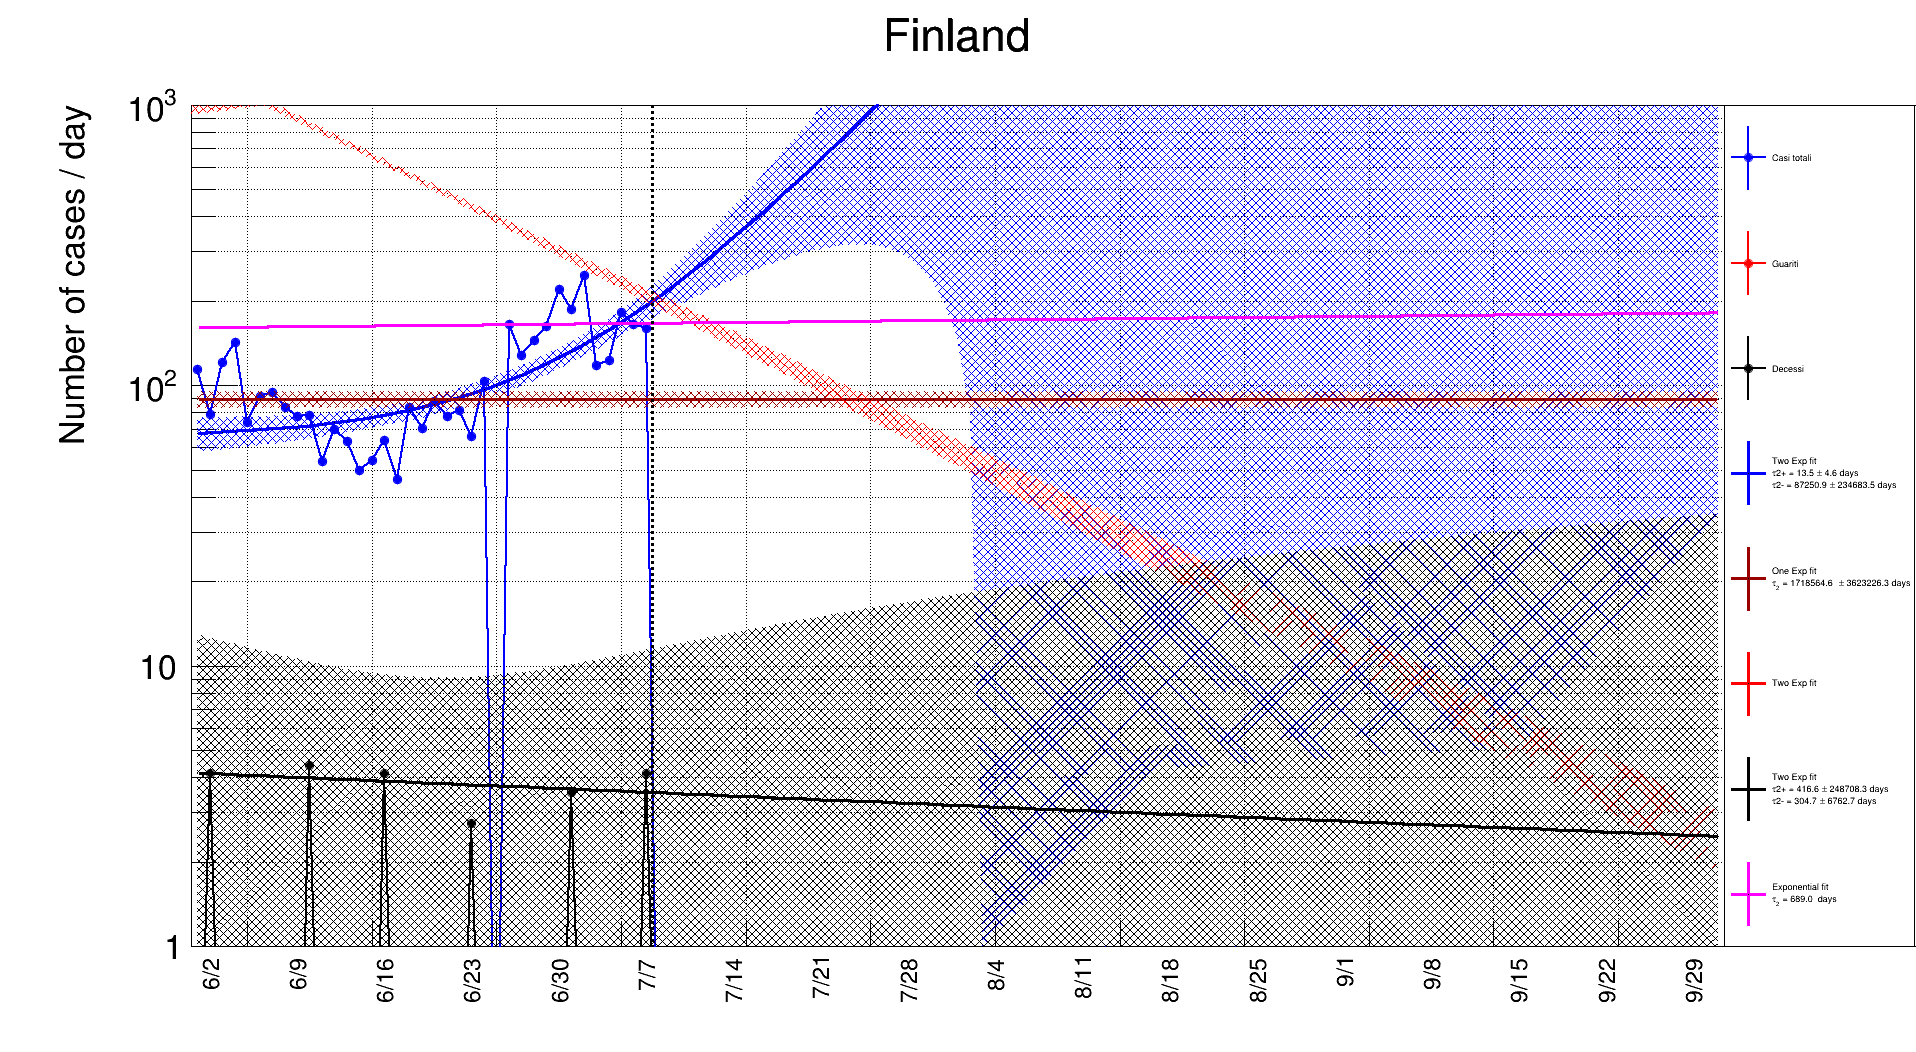 Finland
Number of cases / day
10³
10²
10
1
6/2
6/9
6/16
6/23
6/30
7/7
7/14
7/21
7/28
8/4
8/11
8/18
8/25
9/1
9/8
9/15
9/22
9/29
Casi totali
Guariti
Decessi
Two Exp fit
τ2+ = 13.5 ± 4.6 days
τ2- = 87250.9 ± 234683.5 days
One Exp fit
τ₂ = 1718564.6 ± 3623226.3 days
Two Exp fit
Two Exp fit
τ2+ = 416.6 ± 248708.3 days
τ2- = 304.7 ± 6762.7 days
Exponential fit
τ₂ = 689.0 days